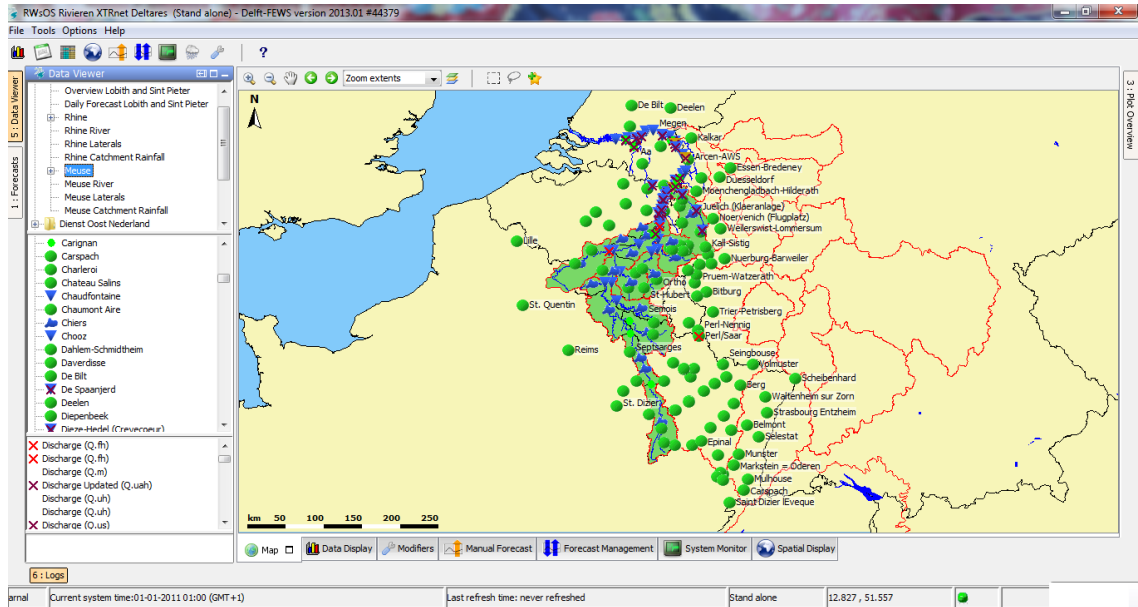 RWsOS Rivieren XTRnet Deltares (Stand alone) - Delft-FEWS version 2013.01 #44379
File Tools Options Help
?
5 : Data Viewer
1 : Forecasts
Data Viewer
Overview Lobith and Sint Pieter
Daily Forecast Lobith and Sint Pieter
Rhine
Rhine River
Rhine Laterals
Rhine Catchment Rainfall
Meuse
Meuse River
Meuse Laterals
Meuse Catchment Rainfall
Dienst Oost Nederland
Carignan
Carspach
Charleroi
Chateau Salins
Chaudfontaine
Chaumont Aire
Chiers
Chooz
Dahlem-Schmidtheim
Daverdisse
De Bilt
De Spaanjerd
Deelen
Diepenbeek
Dieze-Hedel (Crevecoeur)
Discharge (Q.fh)
Discharge (Q.fh)
Discharge (Q.m)
Discharge Updated (Q.uah)
Discharge (Q.uh)
Discharge (Q.uh)
Discharge (Q.us)
Zoom extents
3 : Plot Overview
N
De Bilt
Deelen
Megen
Aa
Kalkar
Arcen-AWS
Essen-Bredeney
Duesseldorf
Moenchengladbach-Hilderath
Juelich (Klaeranlage)
Noervenich (Flugplatz)
Weilerswist-Lommersum
Lille
Kall-Sistig
Nuerburg-Barweiler
Ortho
Pruem-Watzerath
St-Hubert
Bitburg
St. Quentin
Semois
Trier-Petrisberg
Perl-Nennig
Perl/Saar
Reims
Septsarges
Seingbouse
Volmuster
Scheibenhard
Berg
Waltenheim sur Zorn
St. Dizier
Strasbourg Entzheim
Belmont
Selestat
Epinal
Munster
Markstein = Oderen
Mulhouse
Carspach
Saint Dizier lEveque
km 50 100 150 200 250
Map
Data Display
Modifiers
Manual Forecast
Forecast Management
System Monitor
Spatial Display
6 : Logs
Current system time:01-01-2011 01:00 (GMT+1)
Last refresh time: never refreshed
Stand alone
12.827 , 51.557